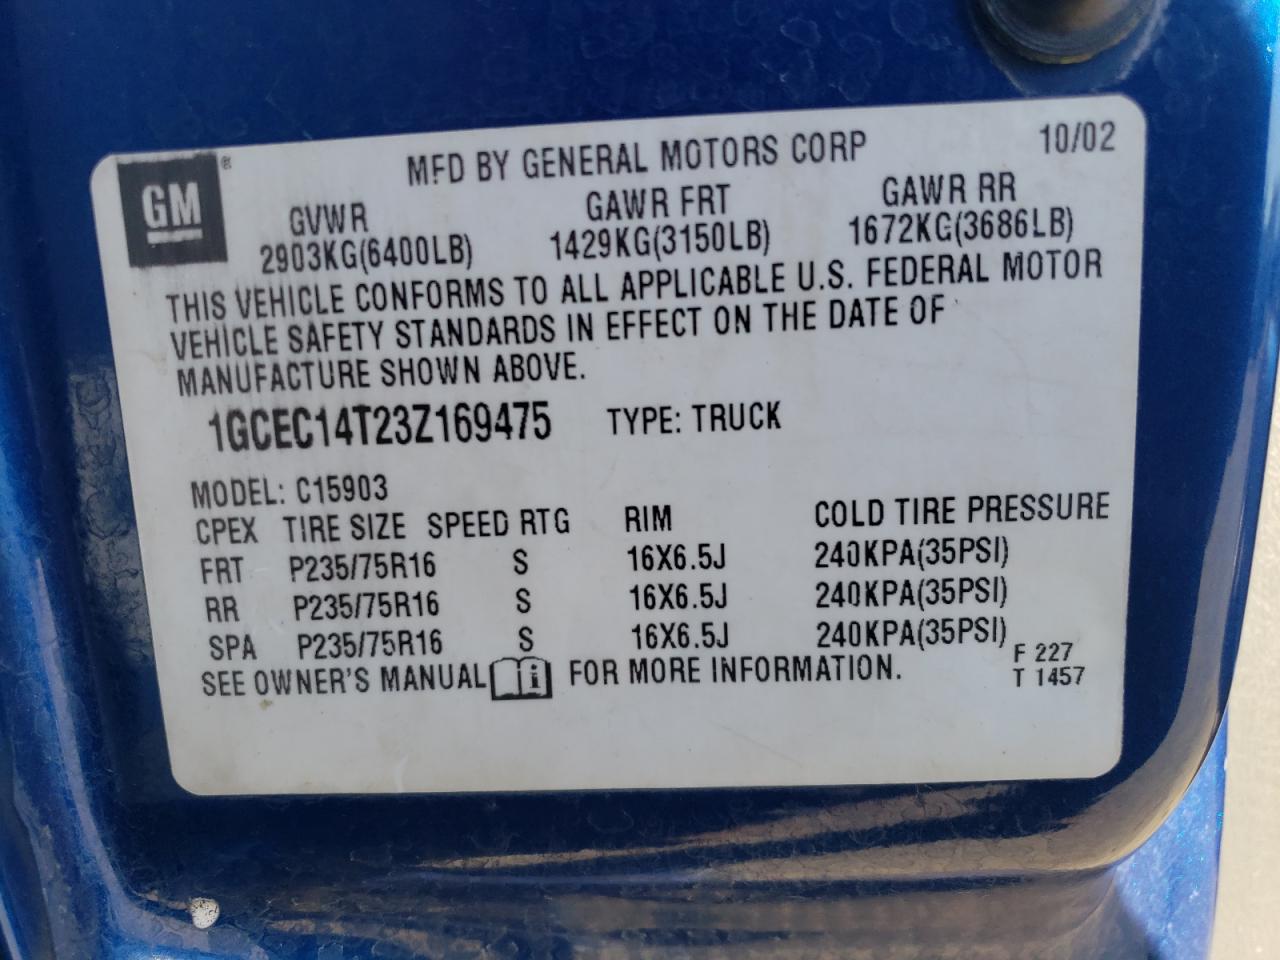 GM®
MFD BY GENERAL MOTORS CORP 10/02
GVWR GAWR FRT GAWR RR
2903KG(6400LB) 1429KG(3150LB) 1672KG(3686LB)
THIS VEHICLE CONFORMS TO ALL APPLICABLE U.S. FEDERAL MOTOR
VEHICLE SAFETY STANDARDS IN EFFECT ON THE DATE OF
MANUFACTURE SHOWN ABOVE.
1GCEC14T23Z169475 TYPE: TRUCK
MODEL: C15903
CPEX TIRE SIZE SPEED RTG RIM COLD TIRE PRESSURE
FRT P235/75R16 S 16X6.5J 240KPA(35PSI)
RR P235/75R16 S 16X6.5J 240KPA(35PSI)
SPA P235/75R16 S 16X6.5J 240KPA(35PSI)
SEE OWNER'S MANUAL i FOR MORE INFORMATION.
F 227
T 1457